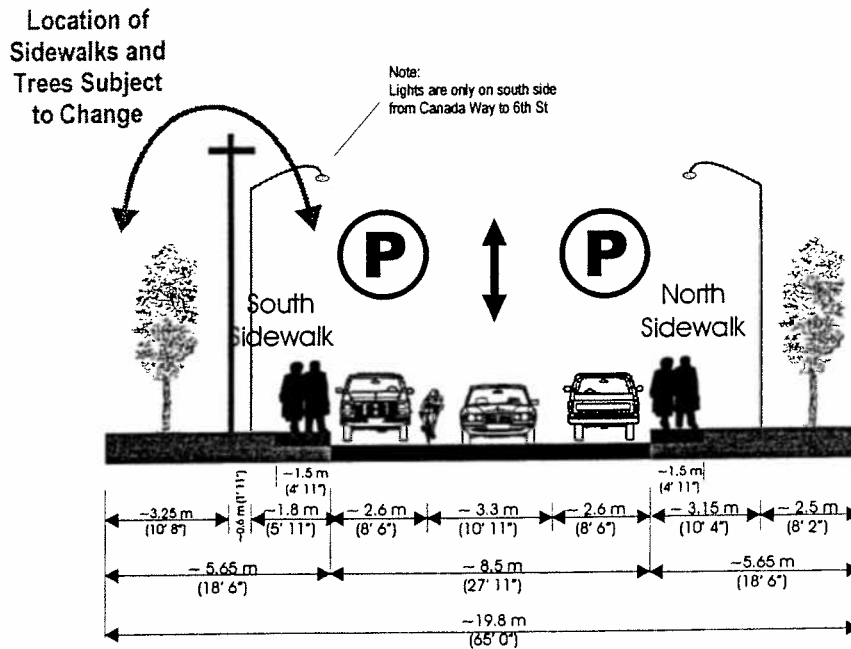 Location of
Sidewalks and
Trees Subject
to Change
Note:
Lights are only on south side
from Canada Way to 6th St
P
P
South
Sidewalk
North
Sidewalk
~1.5 m
(4' 11")
~1.5 m
(4' 11")
~3.25 m
(10' 8")
~0.6 m (1' 11")
~1.8 m
(5' 11")
~ 2.6 m
(8' 6")
~ 3.3 m
(10' 11")
~ 2.6 m
(8' 6")
~ 3.15 m
(10' 4")
~ 2.5 m
(8' 2")
~ 5.65 m
(18' 6")
~ 8.5 m
(27' 11")
~5.65 m
(18' 6")
~19.8 m
(65' 0")